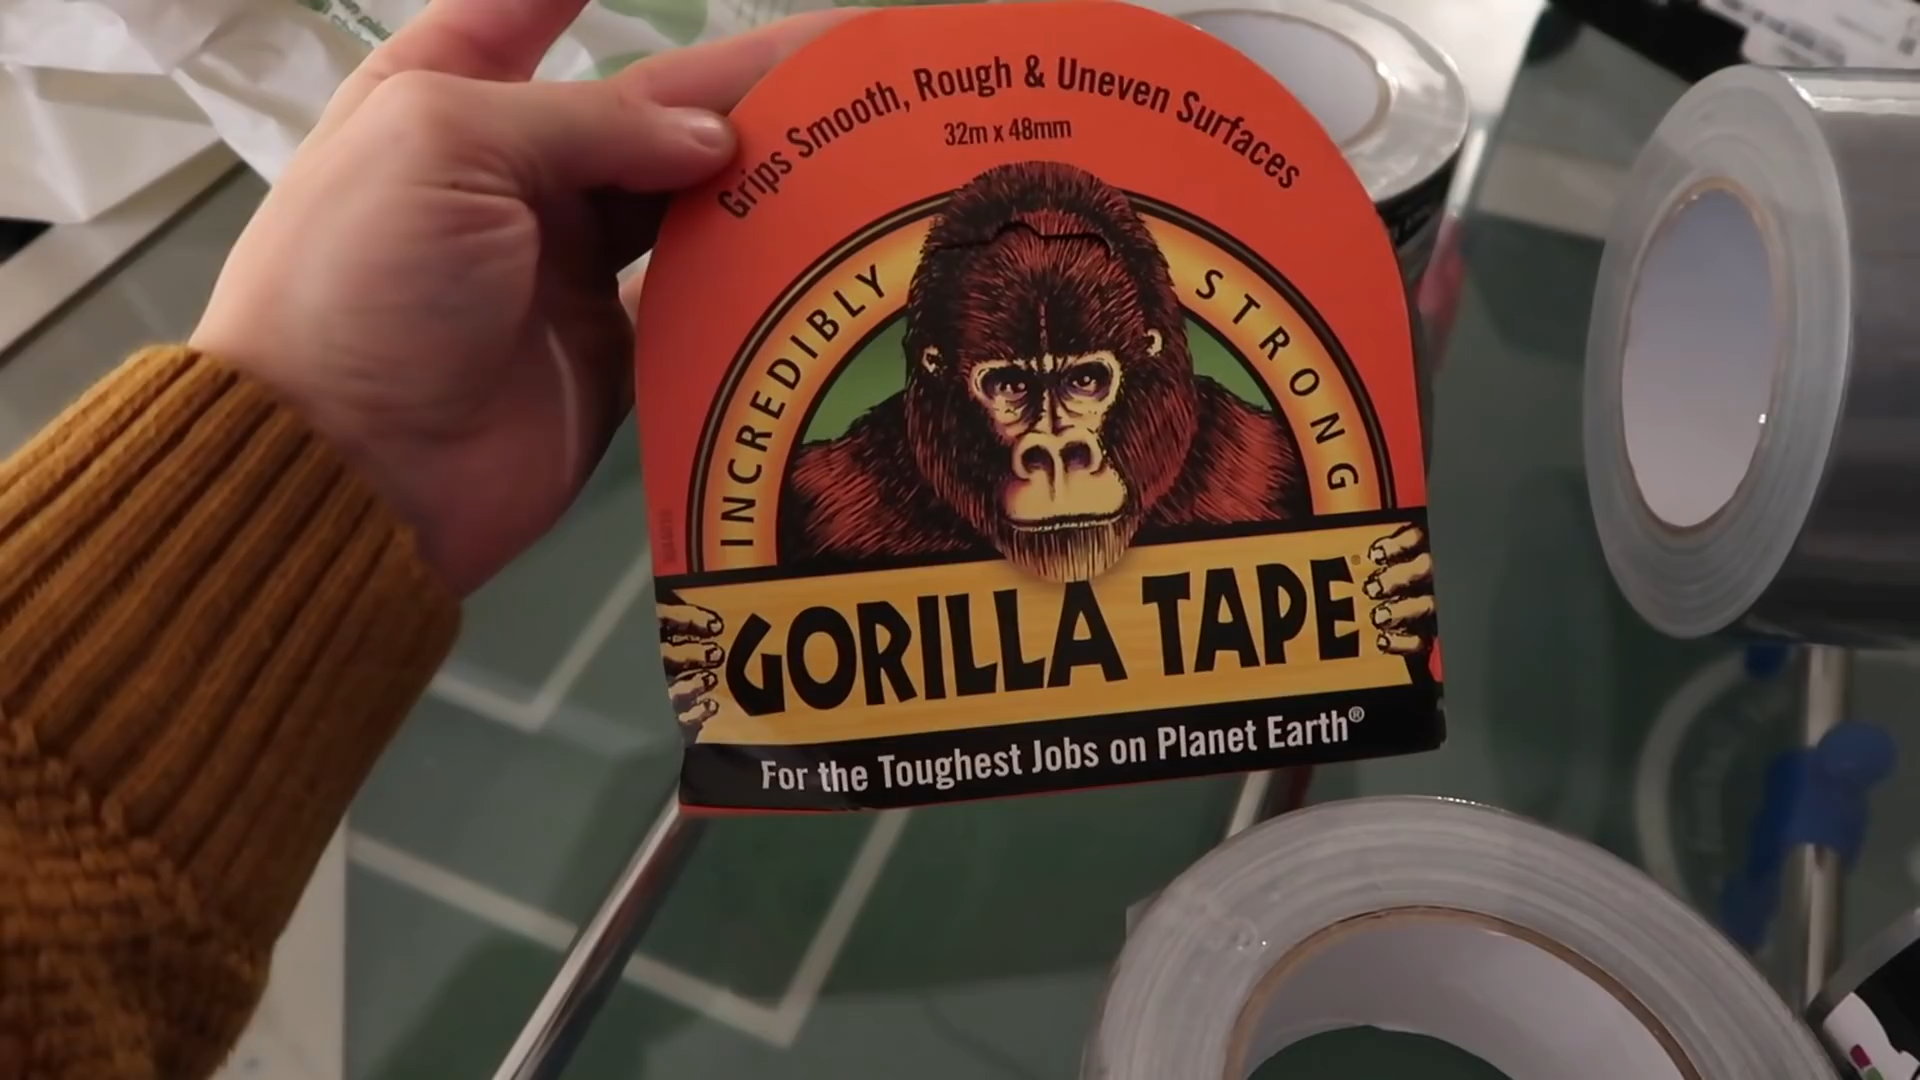 Grips Smooth, Rough & Uneven Surfaces
32m x 48mm
INCREDIBLY STRONG
GORILLA TAPE®
For the Toughest Jobs on Planet Earth®